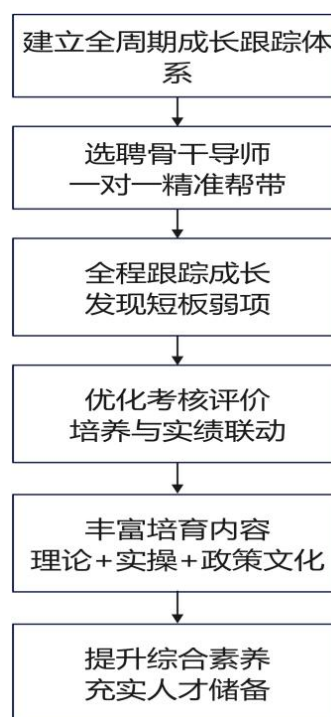 建立全周期成长跟踪体
系
选聘骨干导师
一对一精准帮带
全程跟踪成长
发现短板弱项
优化考核评价
培养与实绩联动
丰富培育内容
理论+实操+政策文化
提升综合素养
充实人才储备